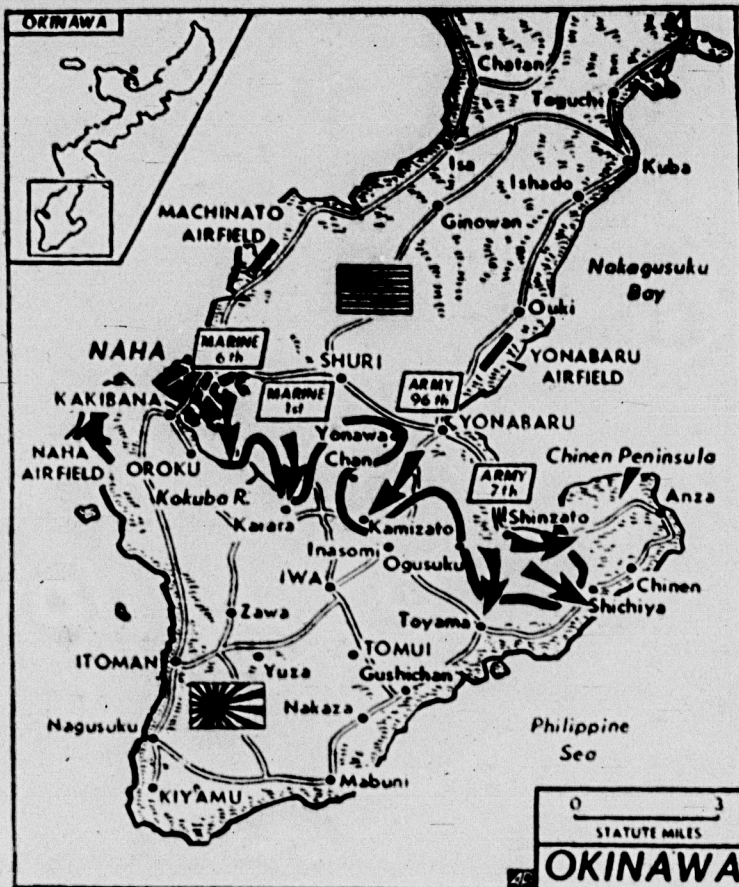 OKINAWA
Chatan
Taguchi
Isa
Kuba
Ishado
MACHINATO
AIRFIELD
Ginowan
Nakagusuku
Bay
Ouki
NAHA
MARINE
6th
SHURI
YONABARU
AIRFIELD
KAKIBANA
MARINE
1st
ARMY
96th
YONABARU
Yonawa
Chan
NAHA
AIRFIELD
OROKU
ARMY
7th
Chinen Peninsula
Kokuba R.
Anza
Karara
Kamizato
Shinzato
Inasomi
Ogusuku
IWA
Chinen
Shichiya
Zawa
Toyama
ITOMAN
Yuza
TOMUI
Gushichan
Nakaza
Nagusuku
Philippine
Sea
KIYAMU
Mabuni
0 3
STATUTE MILES
OKINAWA